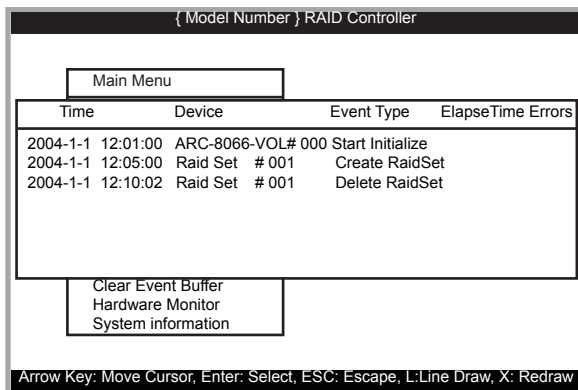 { Model Number } RAID Controller
Main Menu
Time Device Event Type ElapseTime Errors
2004-1-1 12:01:00 ARC-8066-VOL# 000 Start Initialize
2004-1-1 12:05:00 Raid Set # 001 Create RaidSet
2004-1-1 12:10:02 Raid Set # 001 Delete RaidSet
Clear Event Buffer
Hardware Monitor
System information
Arrow Key: Move Cursor, Enter: Select, ESC: Escape, L:Line Draw, X: Redraw